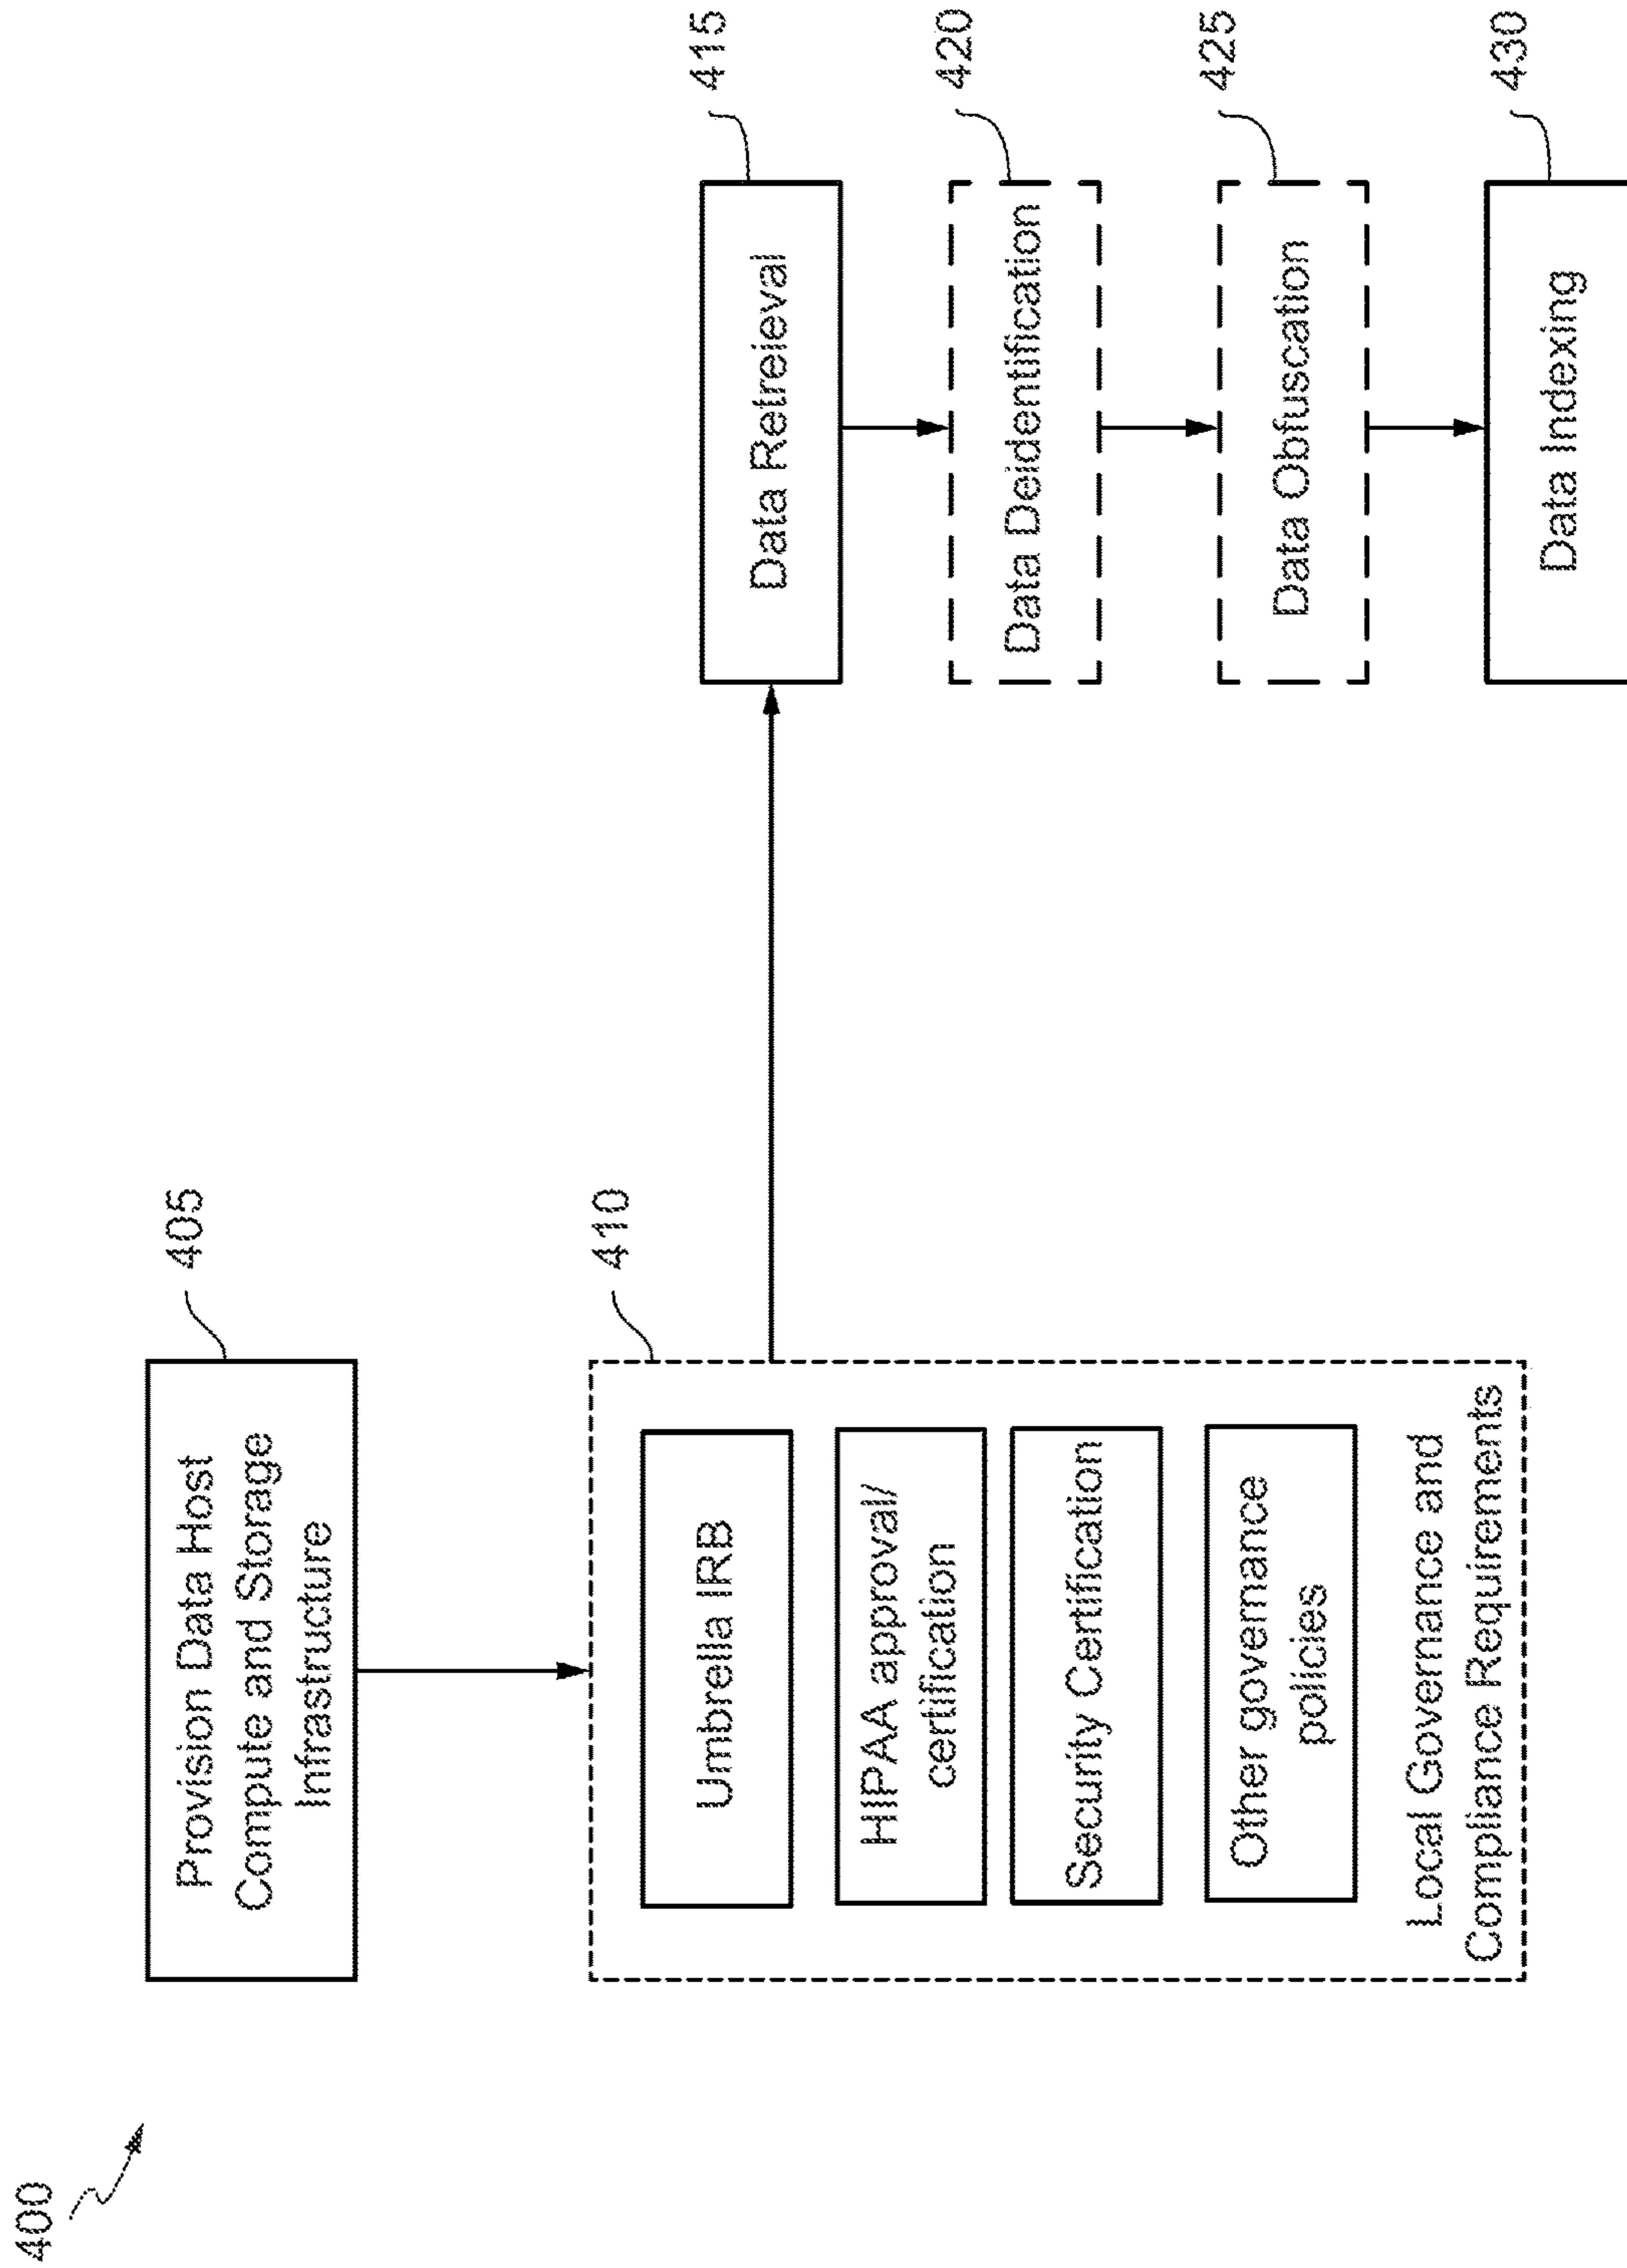 400
405
Provision Data Host
Compute and Storage
Infrastructure
410
Umbrella IRB
HIPAA approval/
certification
Security Certification
Other governance
policies
Local Governance and
Compliance Requirements
415
Data Retreieval
420
Data Deidentification
425
Data Obfuscation
430
Data Indexing